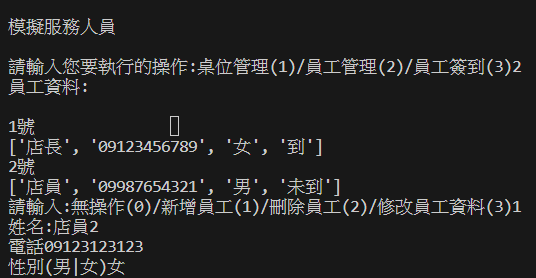 模擬服務人員
請輸入您要執行的操作:桌位管理(1)/員工管理(2)/員工簽到(3)2
員工資料:
1號
['店長', '09123456789', '女', '到']
2號
['店員', '09987654321', '男', '未到']
請輸入:無操作(0)/新增員工(1)/刪除員工(2)/修改員工資料(3)1
姓名:店員2
電話09123123123
性別(男|女)女